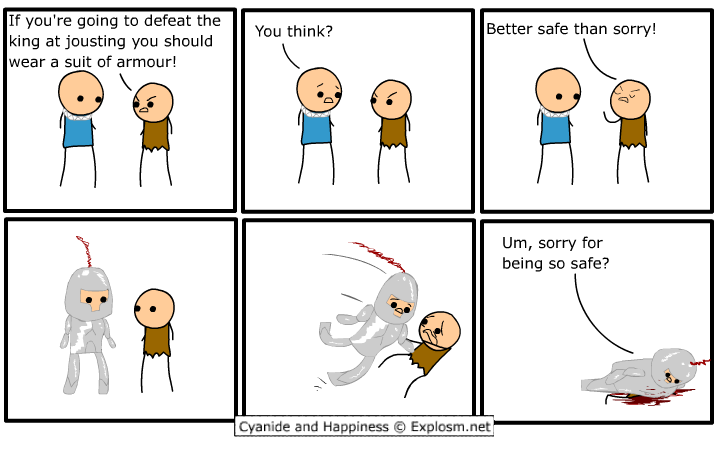 If you're going to defeat the
king at jousting you should
wear a suit of armour!
You think?
Better safe than sorry!
Um, sorry for
being so safe?
Cyanide and Happiness © Explosm.net